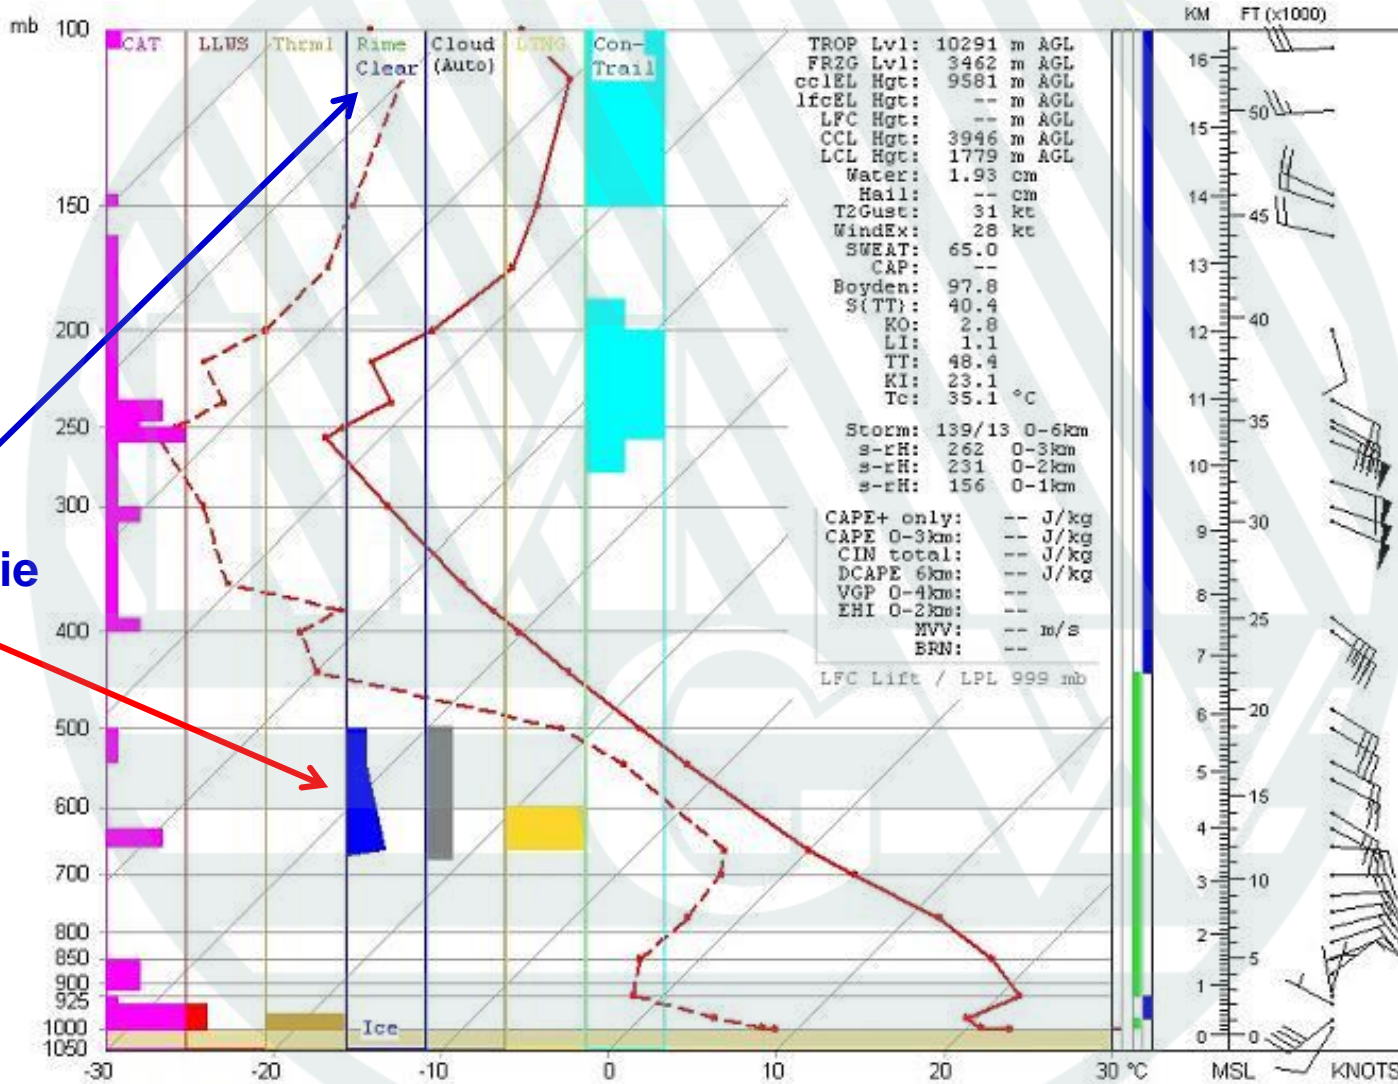 mb 100 KM FT (x1000)
CAT LLWS Thrml Rime Cloud LTNG Con-
Clear (Auto) Trail
TROP Lvl: 10291 m AGL
FRZG Lvl: 3462 m AGL
cclEL Hgt: 9581 m AGL
lfcEL Hgt: -- m AGL
LFC Hgt: -- m AGL
CCL Hgt: 3946 m AGL
LCL Hgt: 1779 m AGL
Water: 1.93 cm
Hail: -- cm
T2Gust: 31 kt
WindEx: 28 kt
SWEAT: 65.0
CAP: --
Boyden: 97.8
S(TT): 40.4
KO: 2.8
LI: 1.1
TT: 48.4
KI: 23.1
Tc: 35.1 °C
Storm: 139/13 0-6km
s-rH: 262 0-3km
s-rH: 231 0-2km
s-rH: 156 0-1km
CAPE+ only: -- J/kg
CAPE 0-3km: -- J/kg
CIN total: -- J/kg
DCAPE 6km: -- J/kg
VGP 0-4km: --
EHI 0-2km: --
MVV: -- m/s
BRN: --
LFC Lift / LPL 999 mb
150
200
250
300
400
500
600
700
800
850
900
925
1000
1050
ie
Ice
-30 -20 -10 0 10 20 30 °C MSL KNOTS
16
15
14
13
12
11
10
9
8
7
6
5
4
3
2
1
0
50
45
40
35
30
25
20
15
10
5
0